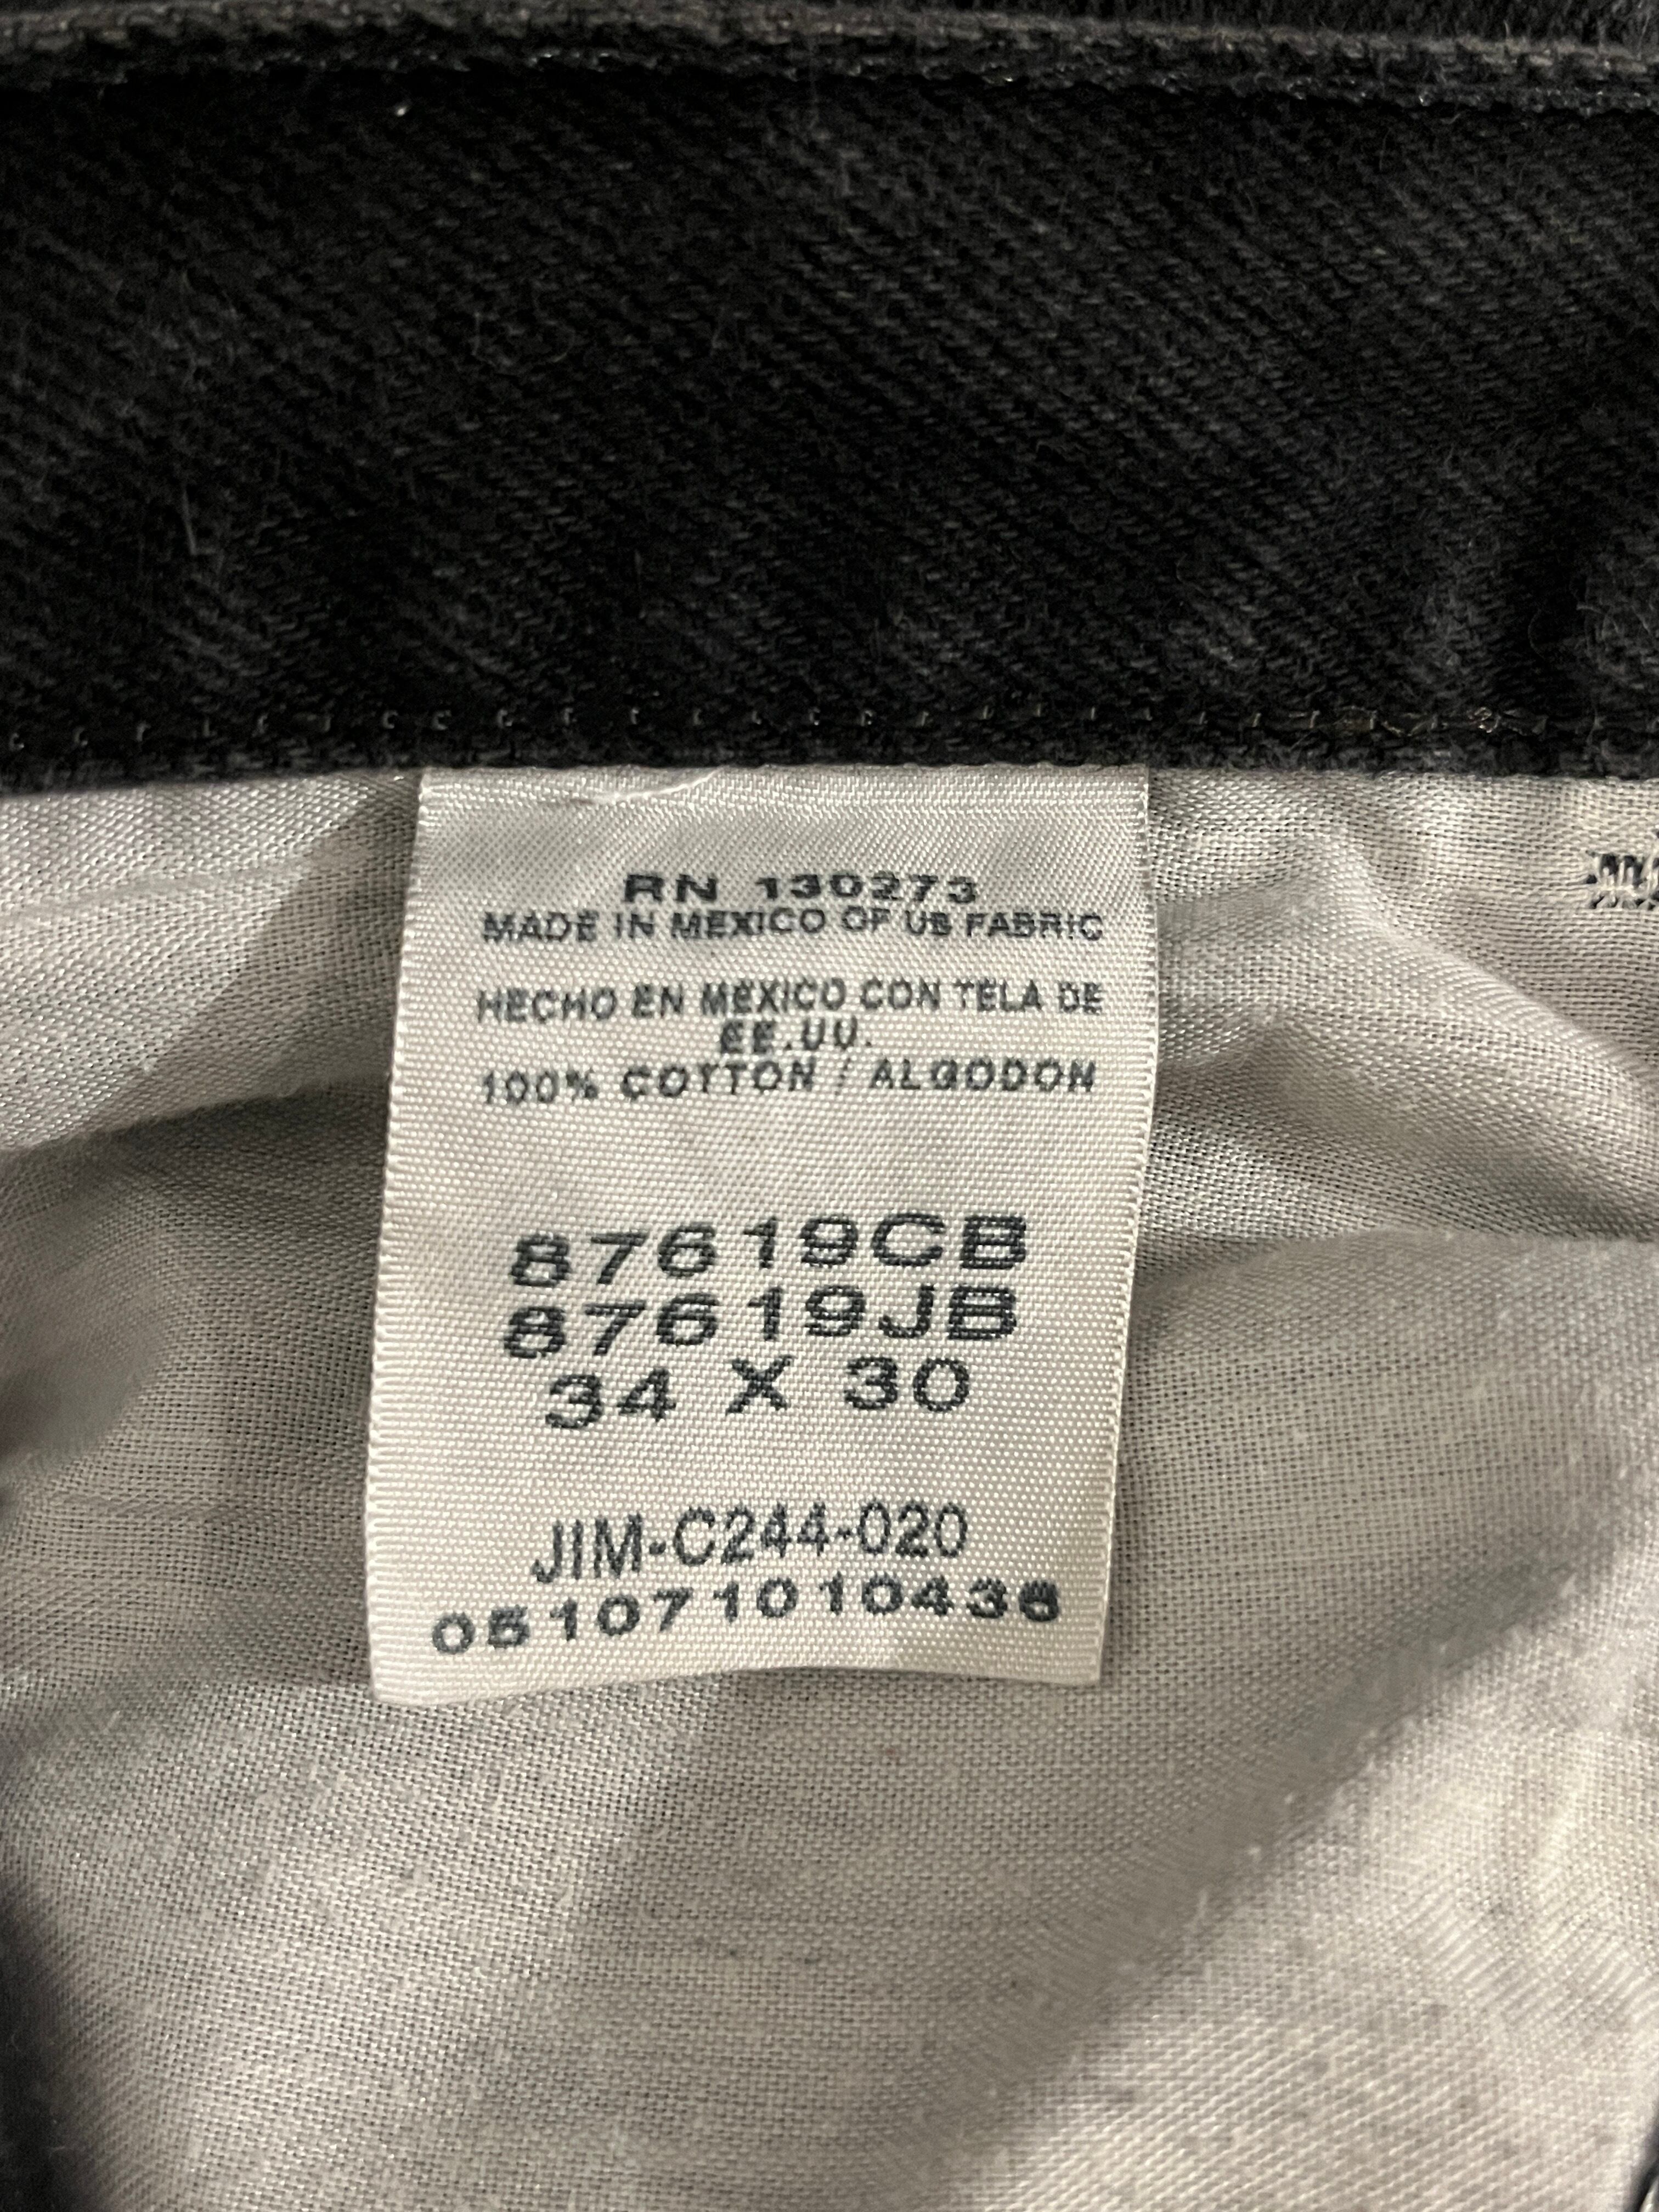 RN 130273
MADE IN MEXICO OF US FABRIC
HECHO EN MEXICO CON TELA DE
EE.UU.
100% COTTON / ALGODON
87619CB
87619JB
34 X 30
JIM-C244-020
051071010436